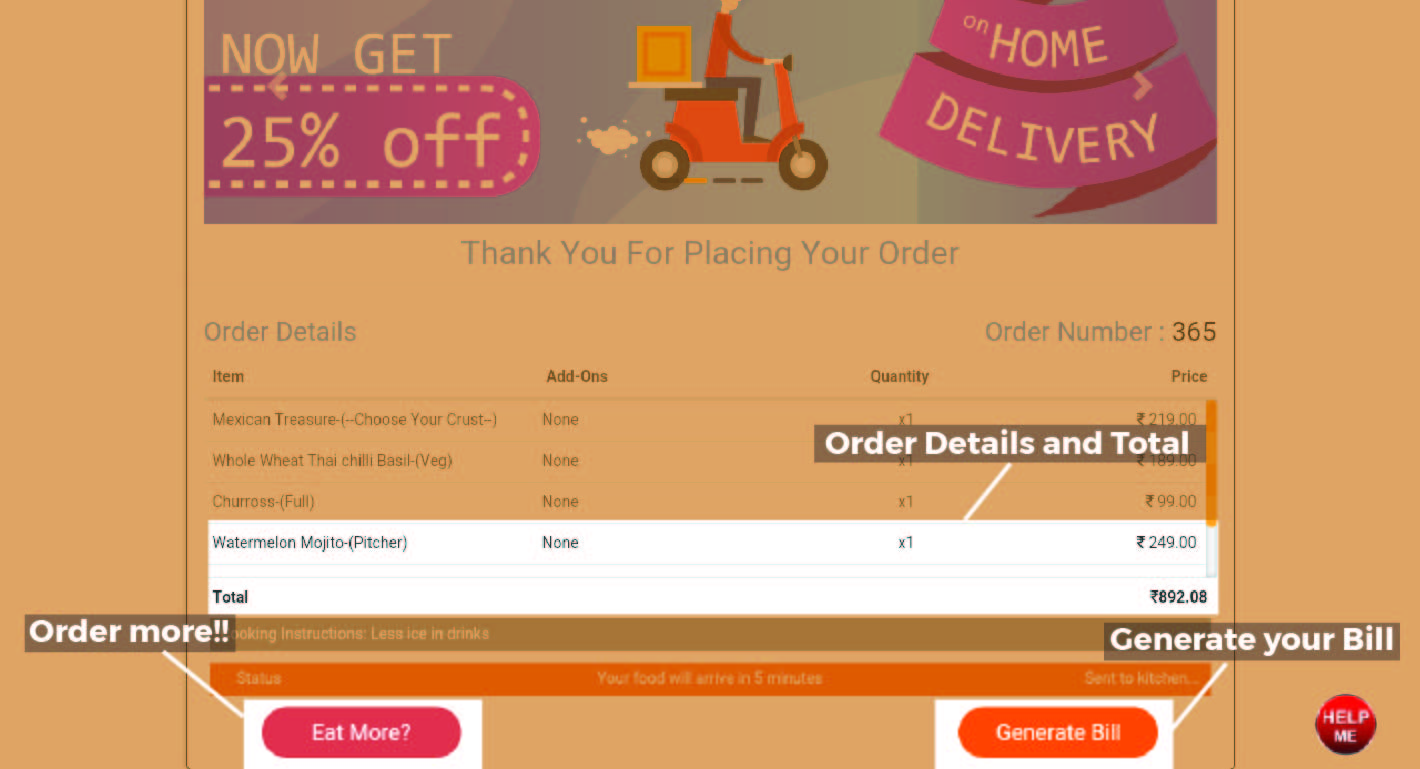 NOW GET
25% off
on HOME
DELIVERY
Thank You For Placing Your Order
Order Details Order Number : 365
Item Add-Ons Quantity Price
Mexican Treasure-(--Choose Your Crust--) None x1 ₹ 219.00
Order Details and Total
Whole Wheat Thai chilli Basil-(Veg) None x1 ₹ 189.00
Churross-(Full) None x1 ₹ 99.00
Watermelon Mojito-(Pitcher) None x1 ₹ 249.00
Total ₹892.08
Order more!!
ooking Instructions: Less ice in drinks
Generate your Bill
Status Your food will arrive in 5 minutes Sent to kitchen...
Eat More? Generate Bill
HELP
ME